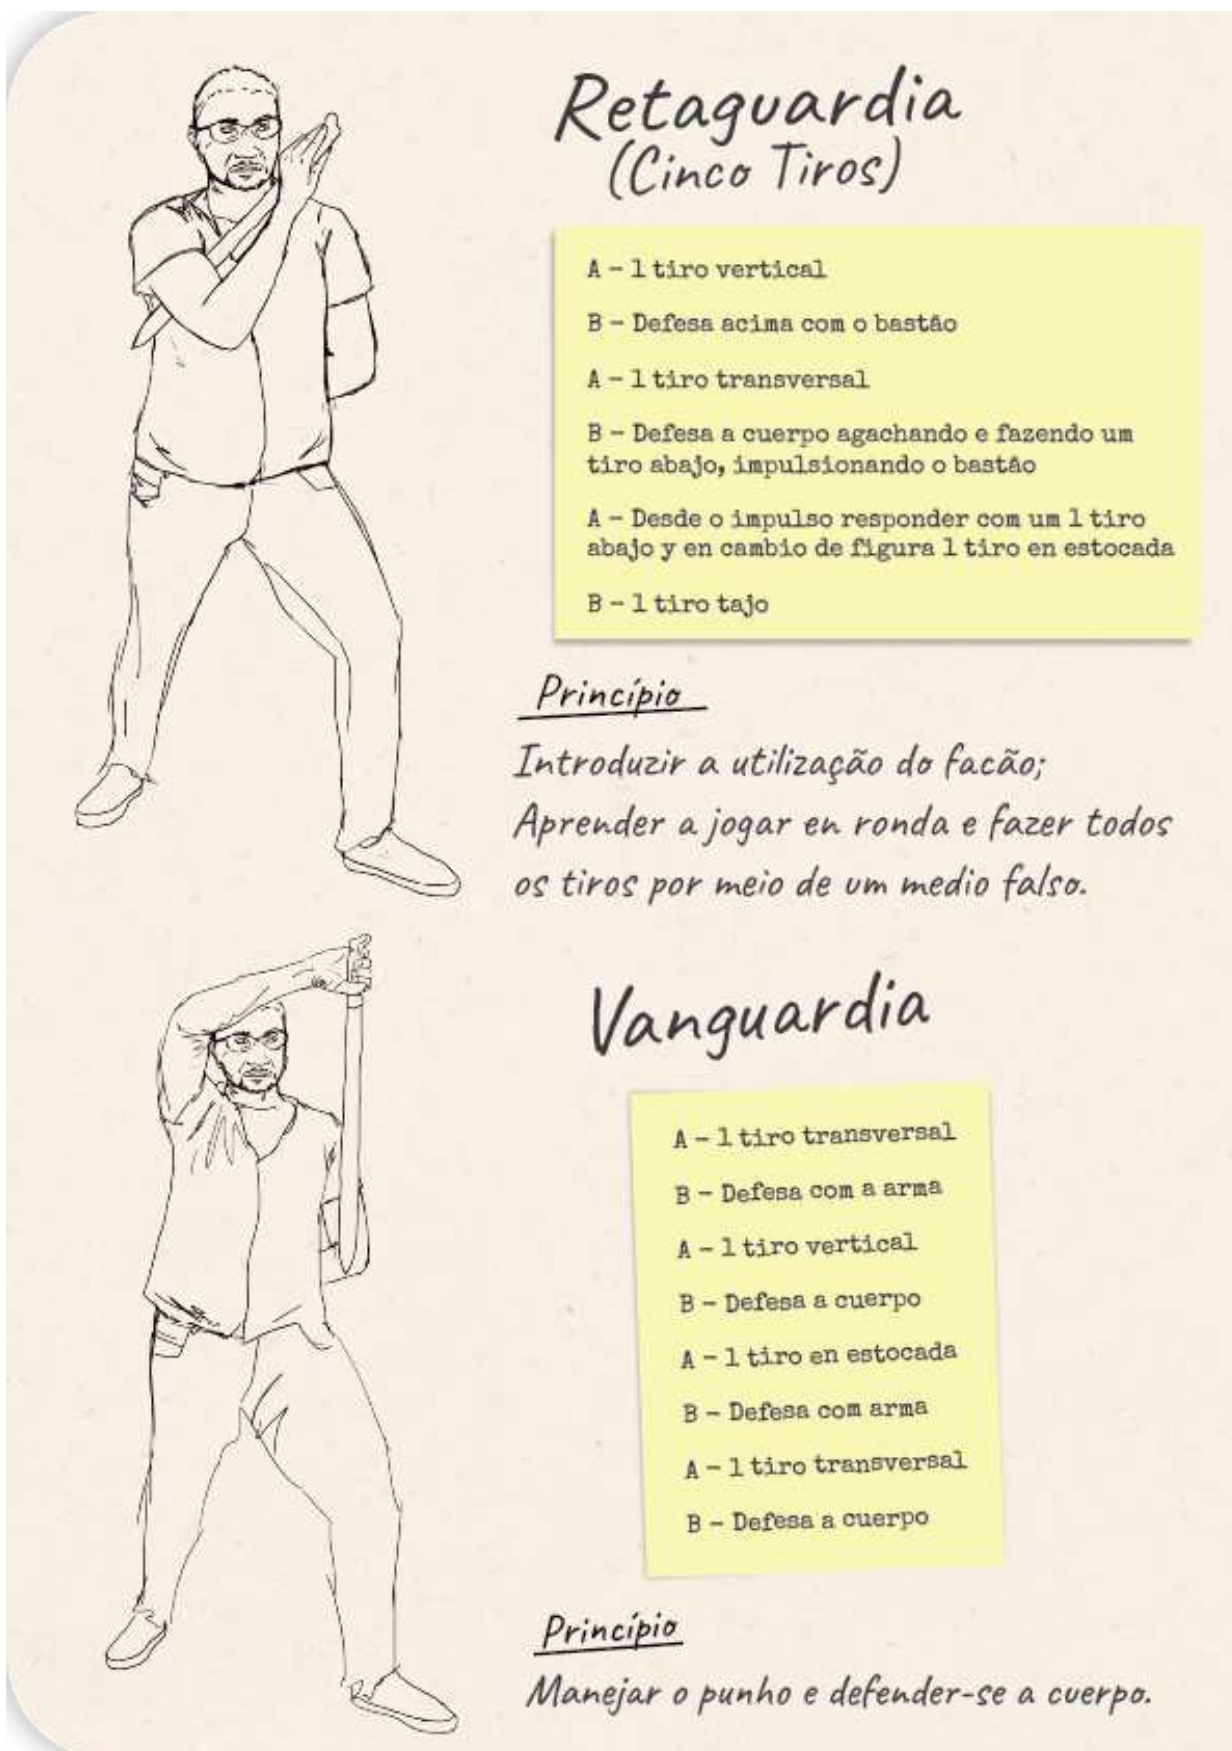 Retaguardia
(Cinco Tiros)
A - 1 tiro vertical
B - Defesa acima com o bastão
A - 1 tiro transversal
B - Defesa a cuerpo agachando e fazendo um
tiro abajo, impulsionando o bastão
A - Desde o impulso responder com um 1 tiro
abajo y en cambio de figura 1 tiro en estocada
B - 1 tiro tajo
Princípio
Introduzir a utilização do facão;
Aprender a jogar en ronda e fazer todos
os tiros por meio de um medio falso.
Vanguardia
A - 1 tiro transversal
B - Defesa com a arma
A - 1 tiro vertical
B - Defesa a cuerpo
A - 1 tiro en estocada
B - Defesa com arma
A - 1 tiro transversal
B - Defesa a cuerpo
Princípio
Manejar o punho e defender-se a cuerpo.